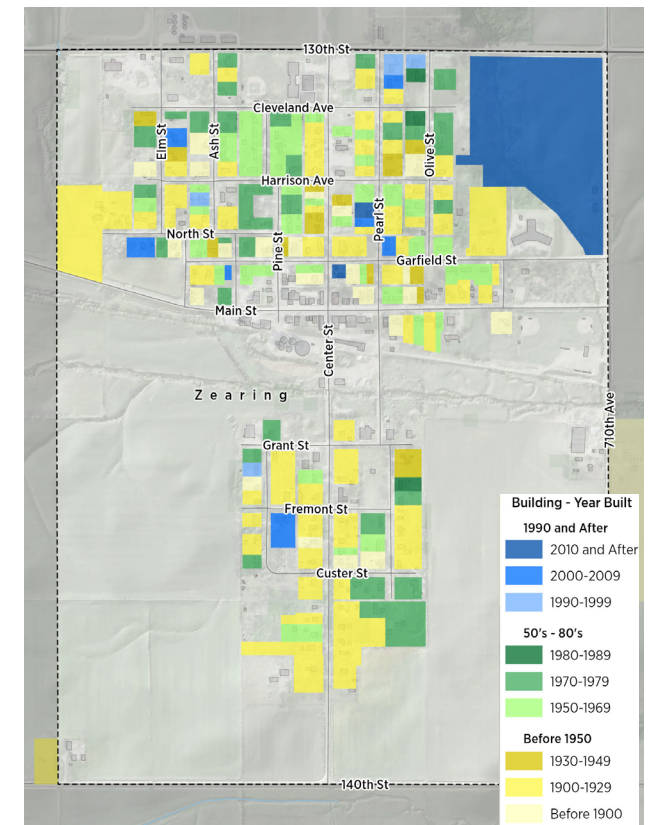 130th St
Cleveland Ave
Elm St
Ash St
Olive St
Harrison Ave
Pearl St
North St
Pine St
Garfield St
Main St
Center St
Zearing
710th Ave
Grant St
Fremont St
Custer St
140th St
Building - Year Built
1990 and After
2010 and After
2000-2009
1990-1999
50's - 80's
1980-1989
1970-1979
1950-1969
Before 1950
1930-1949
1900-1929
Before 1900